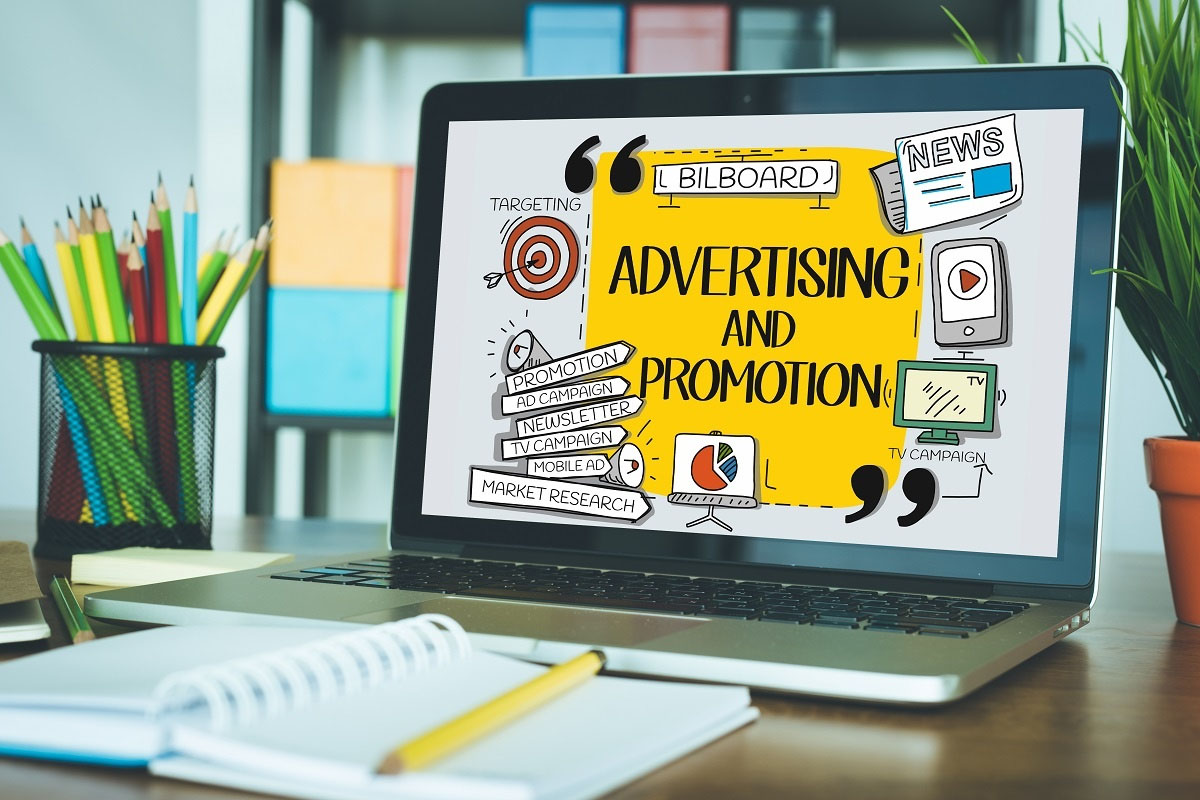 BILBOARD
NEWS
TARGETING
ADVERTISING
AND
PROMOTION
PROMOTION
AD CAMPAIGN
NEWSLETTER
TV CAMPAIGN
MOBILE AD
MARKET RESEARCH
TV
TV CAMPAIGN